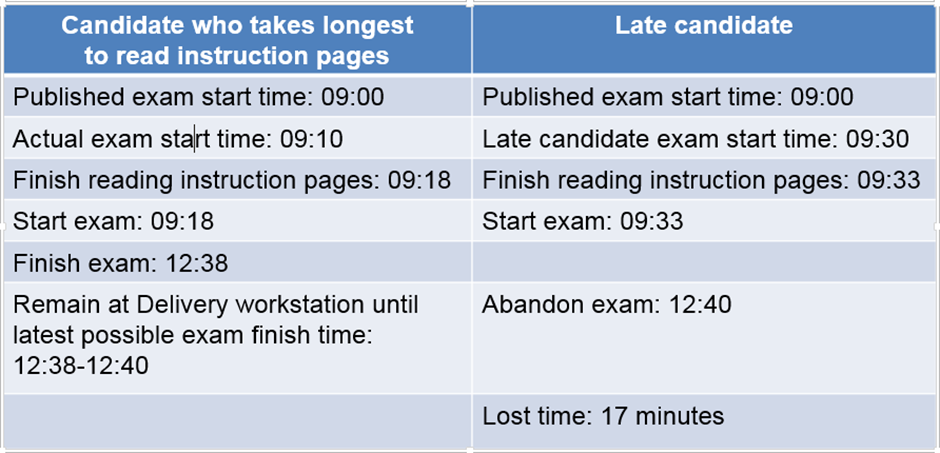 Candidate who takes longest
to read instruction pages
Late candidate
Published exam start time: 09:00
Published exam start time: 09:00
Actual exam start time: 09:10
Late candidate exam start time: 09:30
Finish reading instruction pages: 09:18
Finish reading instruction pages: 09:33
Start exam: 09:18
Start exam: 09:33
Finish exam: 12:38
Remain at Delivery workstation until
latest possible exam finish time:
12:38-12:40
Abandon exam: 12:40
Lost time: 17 minutes